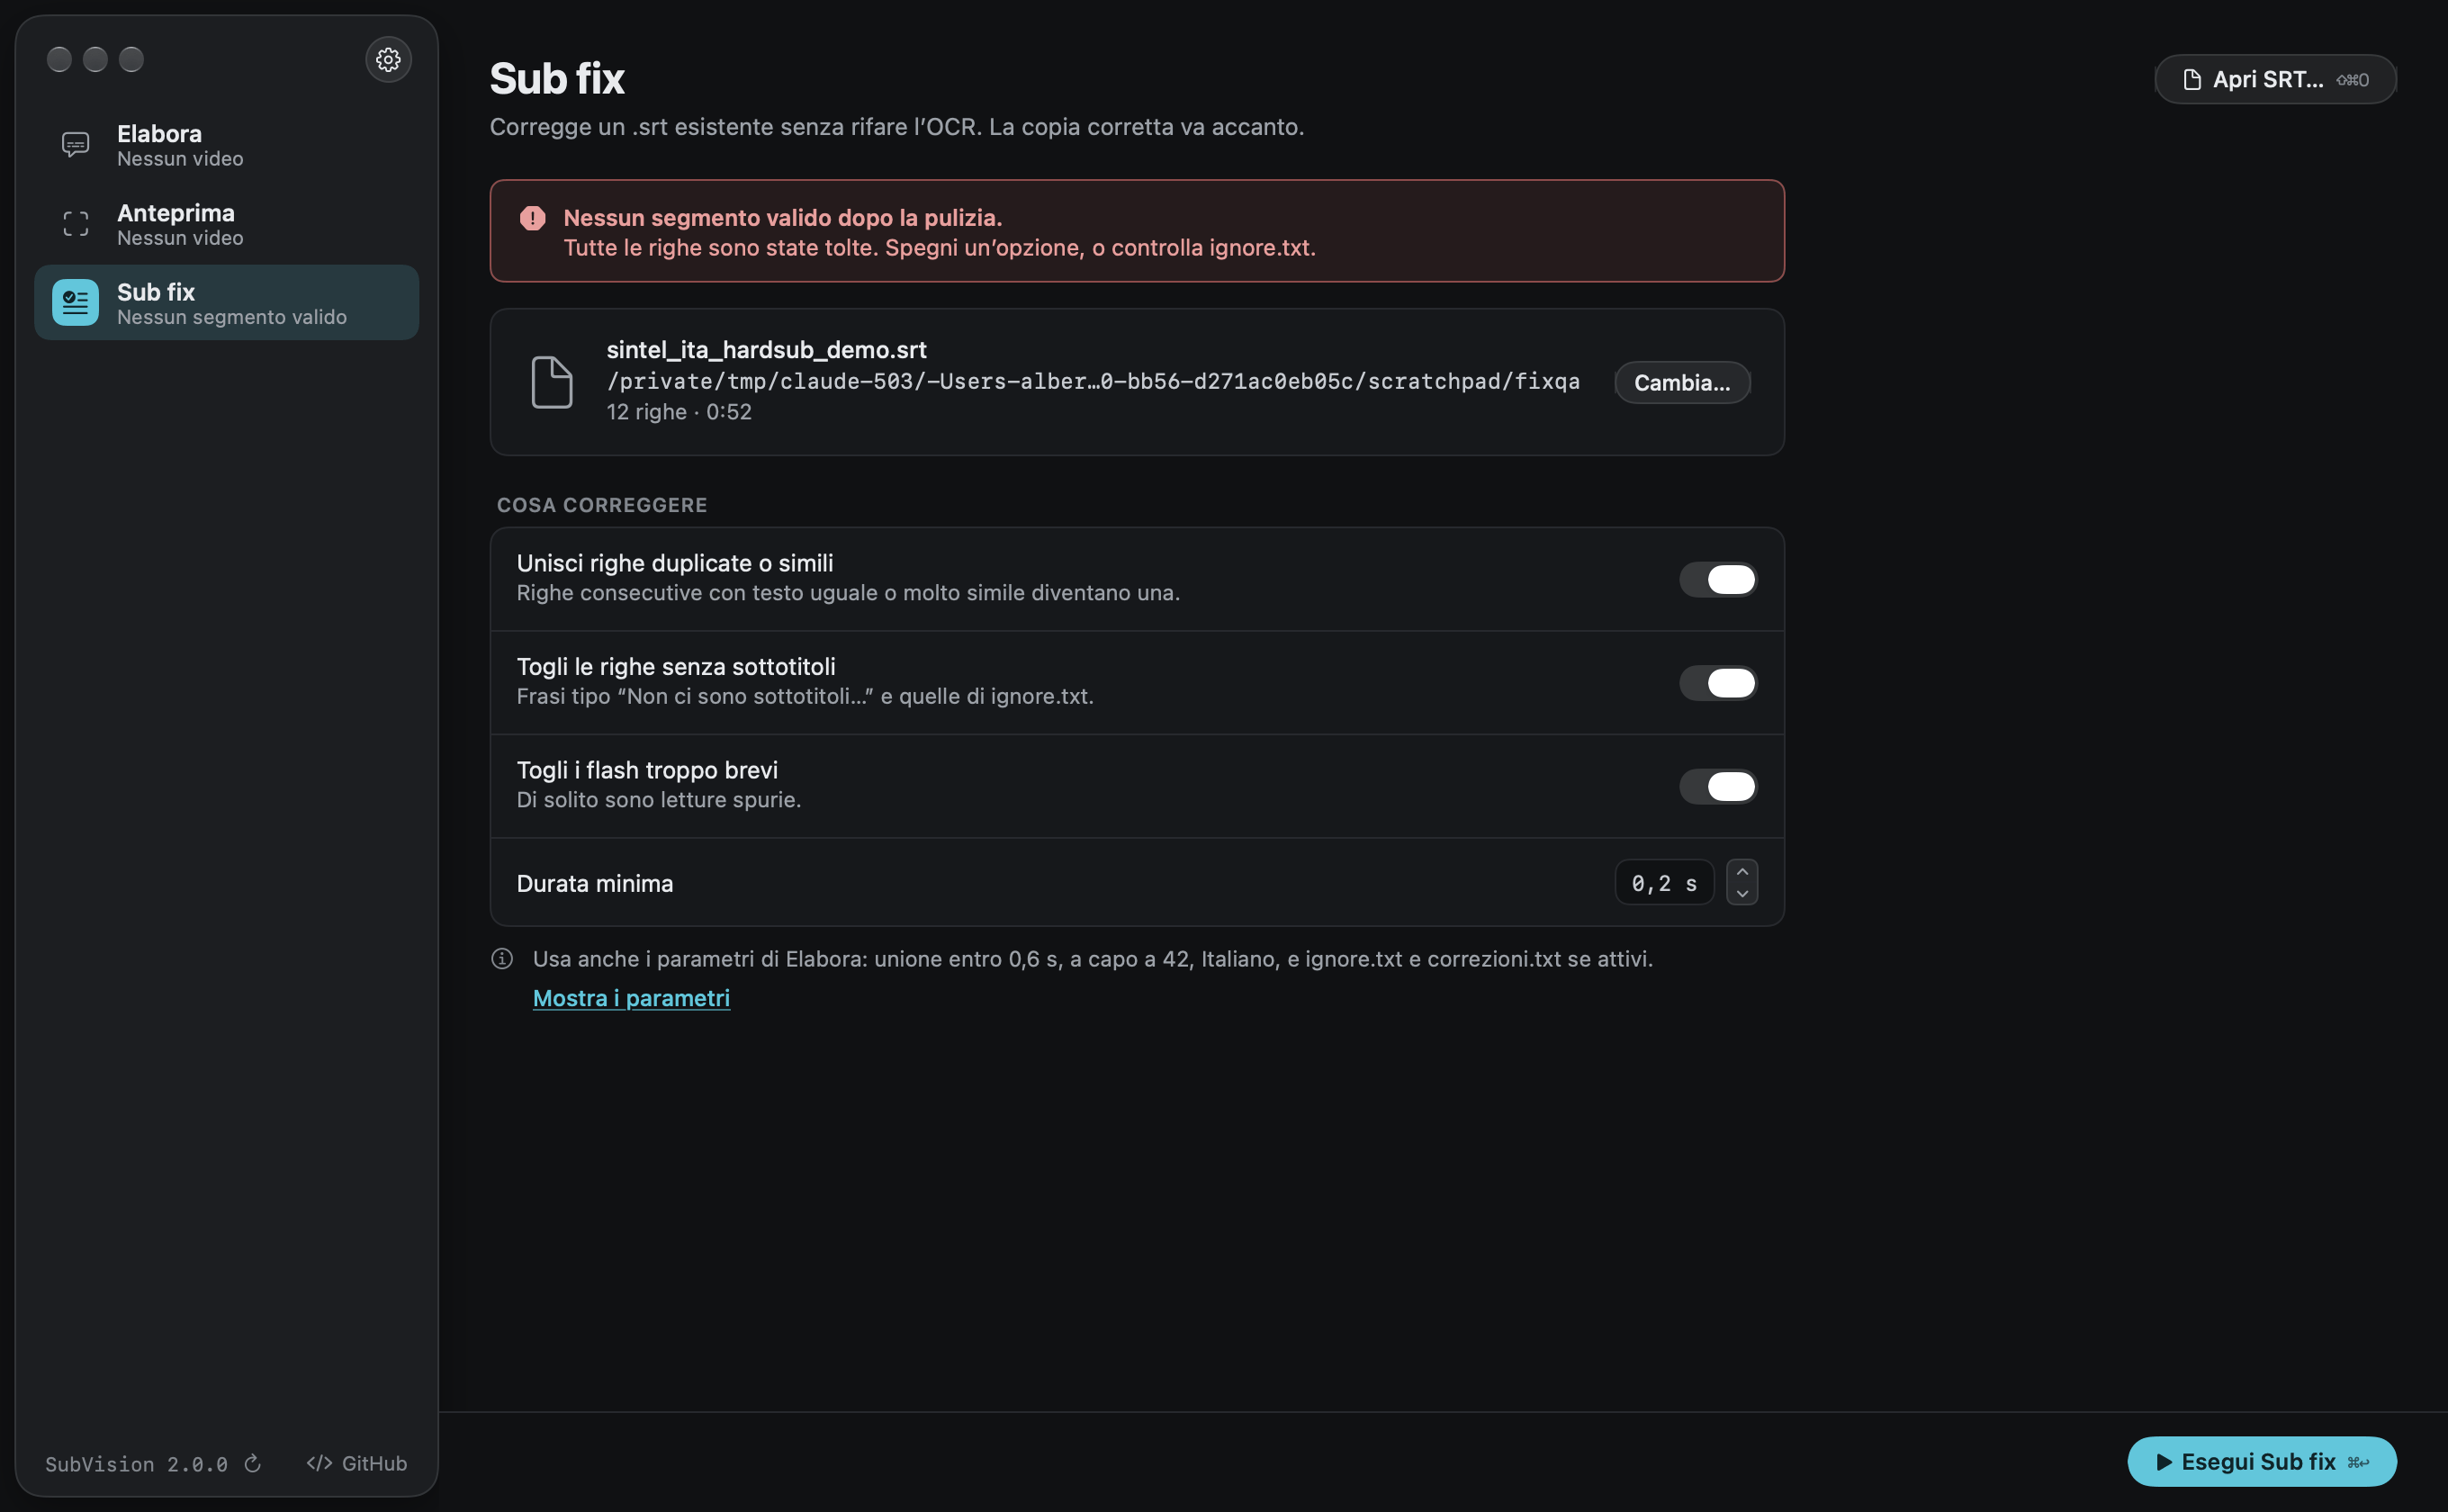 Elabora
Nessun video
Anteprima
Nessun video
Sub fix
Nessun segmento valido
SubVision 2.0.0
</> GitHub
Sub fix
Corregge un .srt esistente senza rifare l’OCR. La copia corretta va accanto.
Apri SRT... ⇧⌘O
Nessun segmento valido dopo la pulizia.
Tutte le righe sono state tolte. Spegni un’opzione, o controlla ignore.txt.
sintel_ita_hardsub_demo.srt
/private/tmp/claude-503/-Users-alber…0-bb56-d271ac0eb05c/scratchpad/fixqa
12 righe · 0:52
Cambia...
COSA CORREGGERE
Unisci righe duplicate o simili
Righe consecutive con testo uguale o molto simile diventano una.
Togli le righe senza sottotitoli
Frasi tipo “Non ci sono sottotitoli...” e quelle di ignore.txt.
Togli i flash troppo brevi
Di solito sono letture spurie.
Durata minima
0,2 s
Usa anche i parametri di Elabora: unione entro 0,6 s, a capo a 42, Italiano, e ignore.txt e correzioni.txt se attivi.
Mostra i parametri
Esegui Sub fix ⌘↩